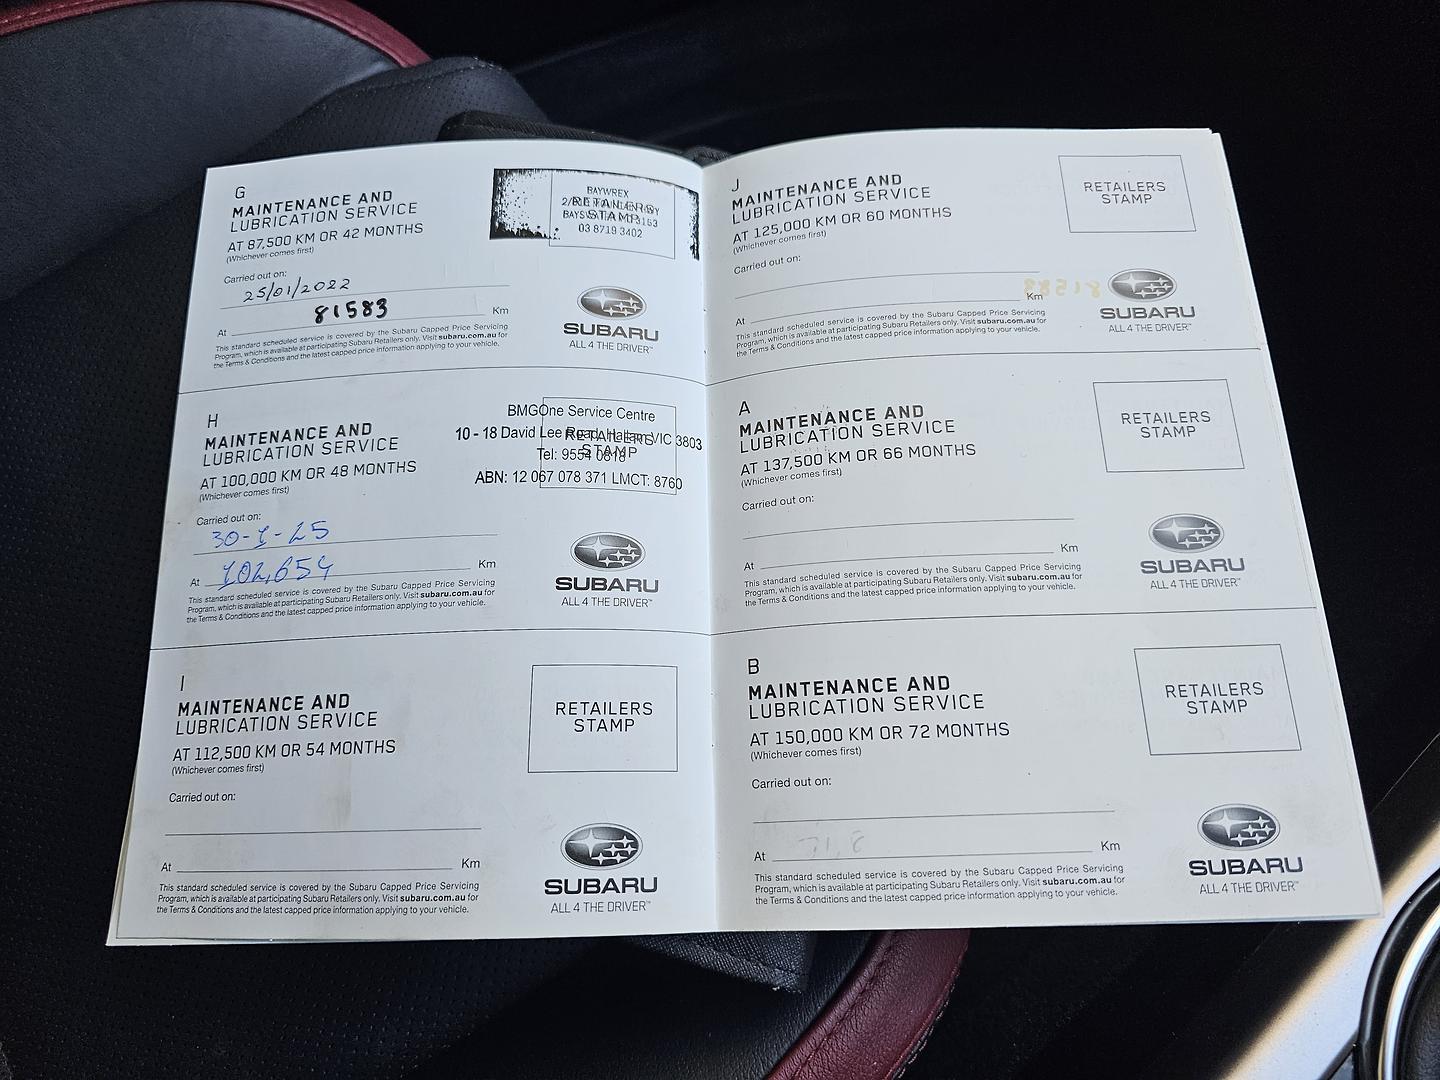 G
MAINTENANCE AND
LUBRICATION SERVICE
AT 87,500 KM OR 42 MONTHS
(Whichever comes first)
BAYWREX
RETAILERS
STAMP
03 8719 3402
Carried out on:
25/01/2022
At 81583 Km
This standard scheduled service is covered by the Subaru Capped Price Servicing
Program, which is available at participating Subaru Retailers only. Visit subaru.com.au for
the Terms & Conditions and the latest capped price information applying to your vehicle.
SUBARU
ALL 4 THE DRIVER™
H
MAINTENANCE AND
LUBRICATION SERVICE
AT 100,000 KM OR 48 MONTHS
(Whichever comes first)
BMGOne Service Centre
10 - 18 David Lee Road, Hallam VIC 3803
Tel: 9554 0818
ABN: 12 067 078 371 LMCT: 8760
RETAILERS
STAMP
Carried out on:
30-1-25
At 102,654 Km
This standard scheduled service is covered by the Subaru Capped Price Servicing
Program, which is available at participating Subaru Retailers only. Visit subaru.com.au for
the Terms & Conditions and the latest capped price information applying to your vehicle.
SUBARU
ALL 4 THE DRIVER™
I
MAINTENANCE AND
LUBRICATION SERVICE
AT 112,500 KM OR 54 MONTHS
(Whichever comes first)
RETAILERS
STAMP
Carried out on:
At Km
This standard scheduled service is covered by the Subaru Capped Price Servicing
Program, which is available at participating Subaru Retailers only. Visit subaru.com.au for
the Terms & Conditions and the latest capped price information applying to your vehicle.
SUBARU
ALL 4 THE DRIVER™
J
MAINTENANCE AND
LUBRICATION SERVICE
AT 125,000 KM OR 60 MONTHS
(Whichever comes first)
RETAILERS
STAMP
Carried out on:
At Km
This standard scheduled service is covered by the Subaru Capped Price Servicing
Program, which is available at participating Subaru Retailers only. Visit subaru.com.au for
the Terms & Conditions and the latest capped price information applying to your vehicle.
SUBARU
ALL 4 THE DRIVER™
A
MAINTENANCE AND
LUBRICATION SERVICE
AT 137,500 KM OR 66 MONTHS
(Whichever comes first)
RETAILERS
STAMP
Carried out on:
At Km
This standard scheduled service is covered by the Subaru Capped Price Servicing
Program, which is available at participating Subaru Retailers only. Visit subaru.com.au for
the Terms & Conditions and the latest capped price information applying to your vehicle.
SUBARU
ALL 4 THE DRIVER™
B
MAINTENANCE AND
LUBRICATION SERVICE
AT 150,000 KM OR 72 MONTHS
(Whichever comes first)
RETAILERS
STAMP
Carried out on:
At Km
This standard scheduled service is covered by the Subaru Capped Price Servicing
Program, which is available at participating Subaru Retailers only. Visit subaru.com.au for
the Terms & Conditions and the latest capped price information applying to your vehicle.
SUBARU
ALL 4 THE DRIVER™